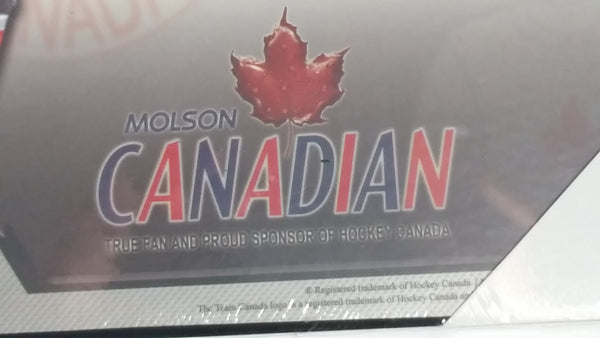 MOLSON
CANADIAN
TRUE FAN AND PROUD SPONSOR OF HOCKEY CANADA
® Registered trademark of Hockey Canada
The Team Canada logo is a registered trademark of Hockey Canada